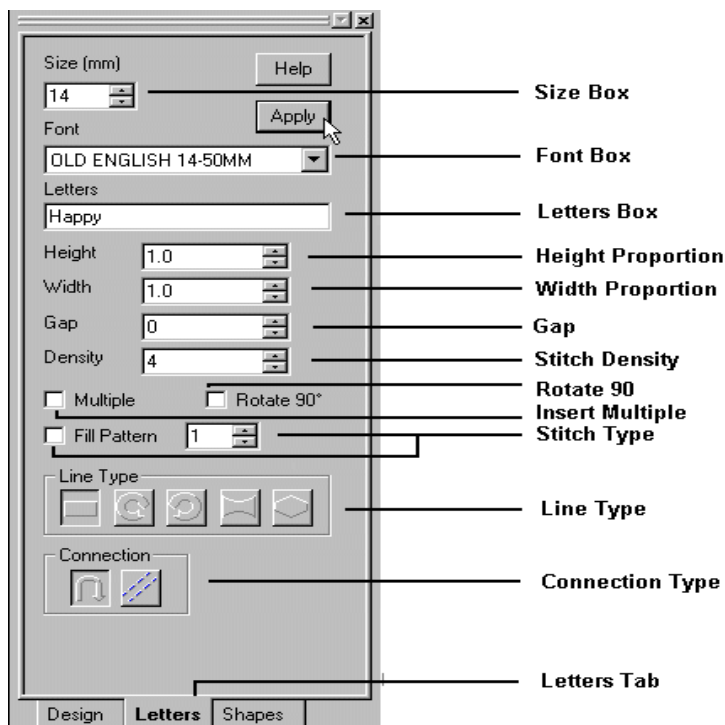 Size (mm)
Help
14
Size Box
Apply
Font
OLD ENGLISH 14-50MM
Font Box
Letters
Happy
Letters Box
Height 1.0
Height Proportion
Width 1.0
Width Proportion
Gap 0
Gap
Density 4
Stitch Density
Rotate 90
Multiple Rotate 90°
Insert Multiple
Fill Pattern 1
Stitch Type
Line Type
Line Type
Connection
Connection Type
Letters Tab
Design Letters Shapes